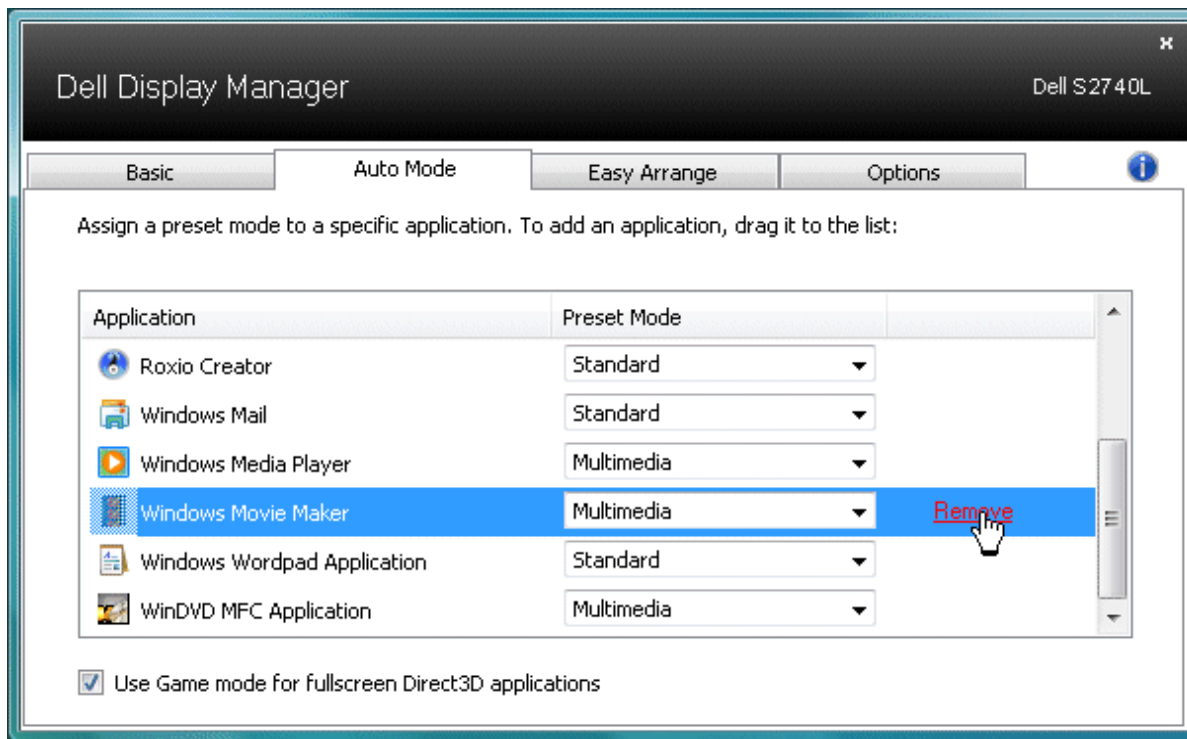 x
Dell Display Manager
Dell S2740L
Basic Auto Mode Easy Arrange Options
Assign a preset mode to a specific application. To add an application, drag it to the list:
Application Preset Mode
Roxio Creator Standard
Windows Mail Standard
Windows Media Player Multimedia
Windows Movie Maker Multimedia Remove
Windows Wordpad Application Standard
WinDVD MFC Application Multimedia
Use Game mode for fullscreen Direct3D applications